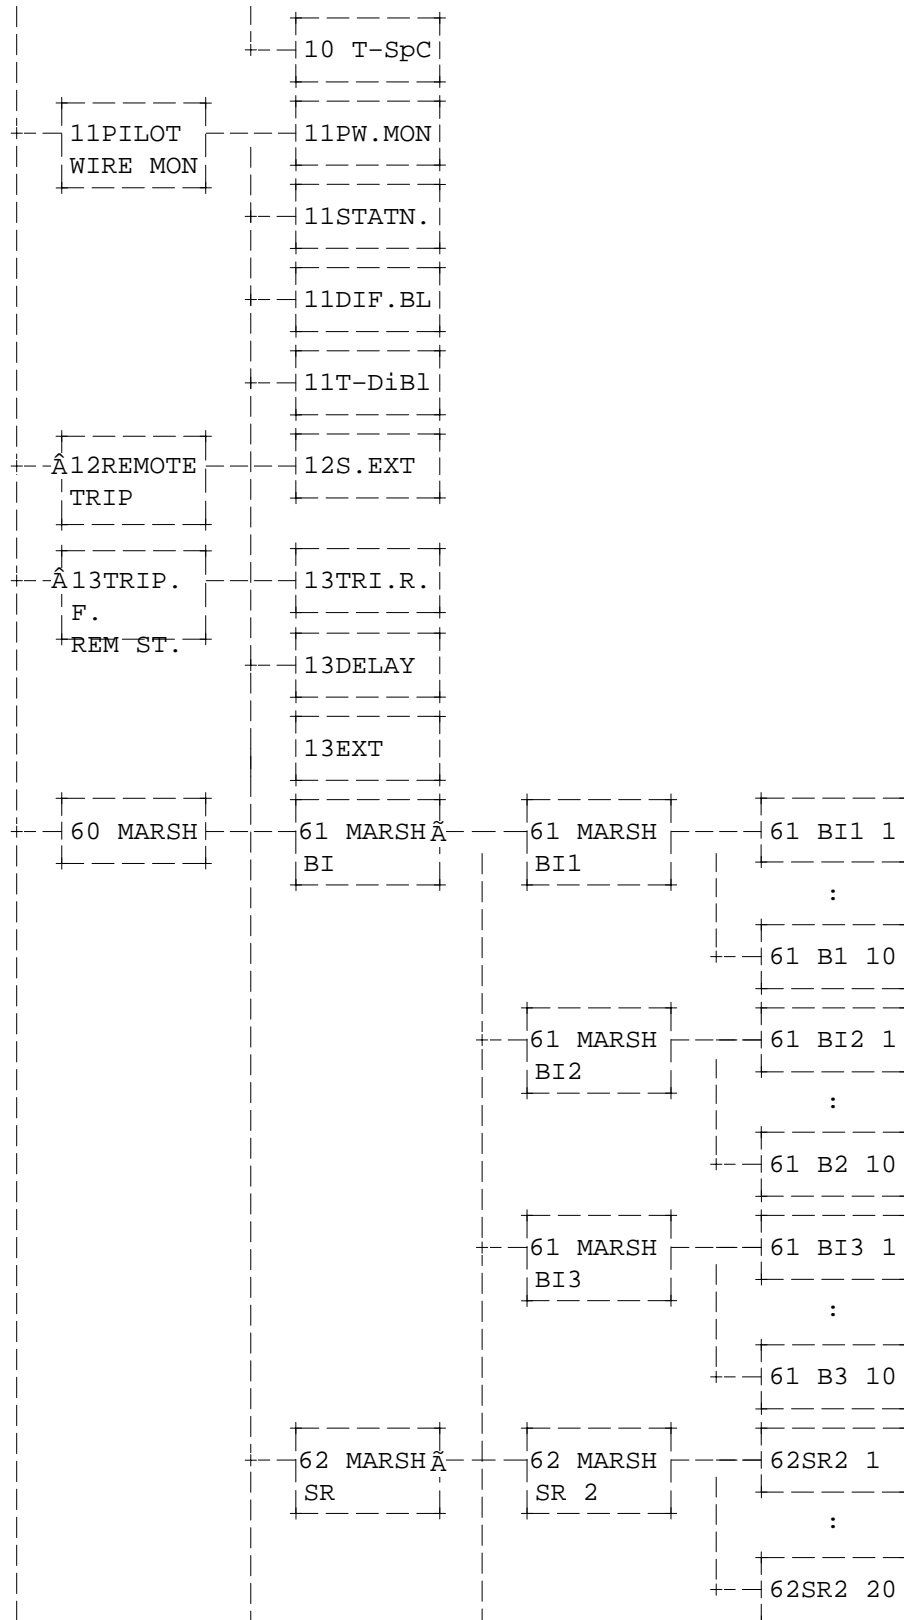 10 T-SpC
11PILOT
WIRE MON
11PW.MON
11STATN.
11DIF.BL
11T-DiBl
Â12REMOTE
TRIP
12S.EXT
Â13TRIP.
F.
REM ST.
13TRI.R.
13DELAY
13EXT
60 MARSH
61 MARSHÃ
BI
61 MARSH
BI1
61 BI1 1
:
61 B1 10
61 MARSH
BI2
61 BI2 1
:
61 B2 10
61 MARSH
BI3
61 BI3 1
:
61 B3 10
62 MARSHÃ
SR
62 MARSH
SR 2
62SR2 1
:
62SR2 20